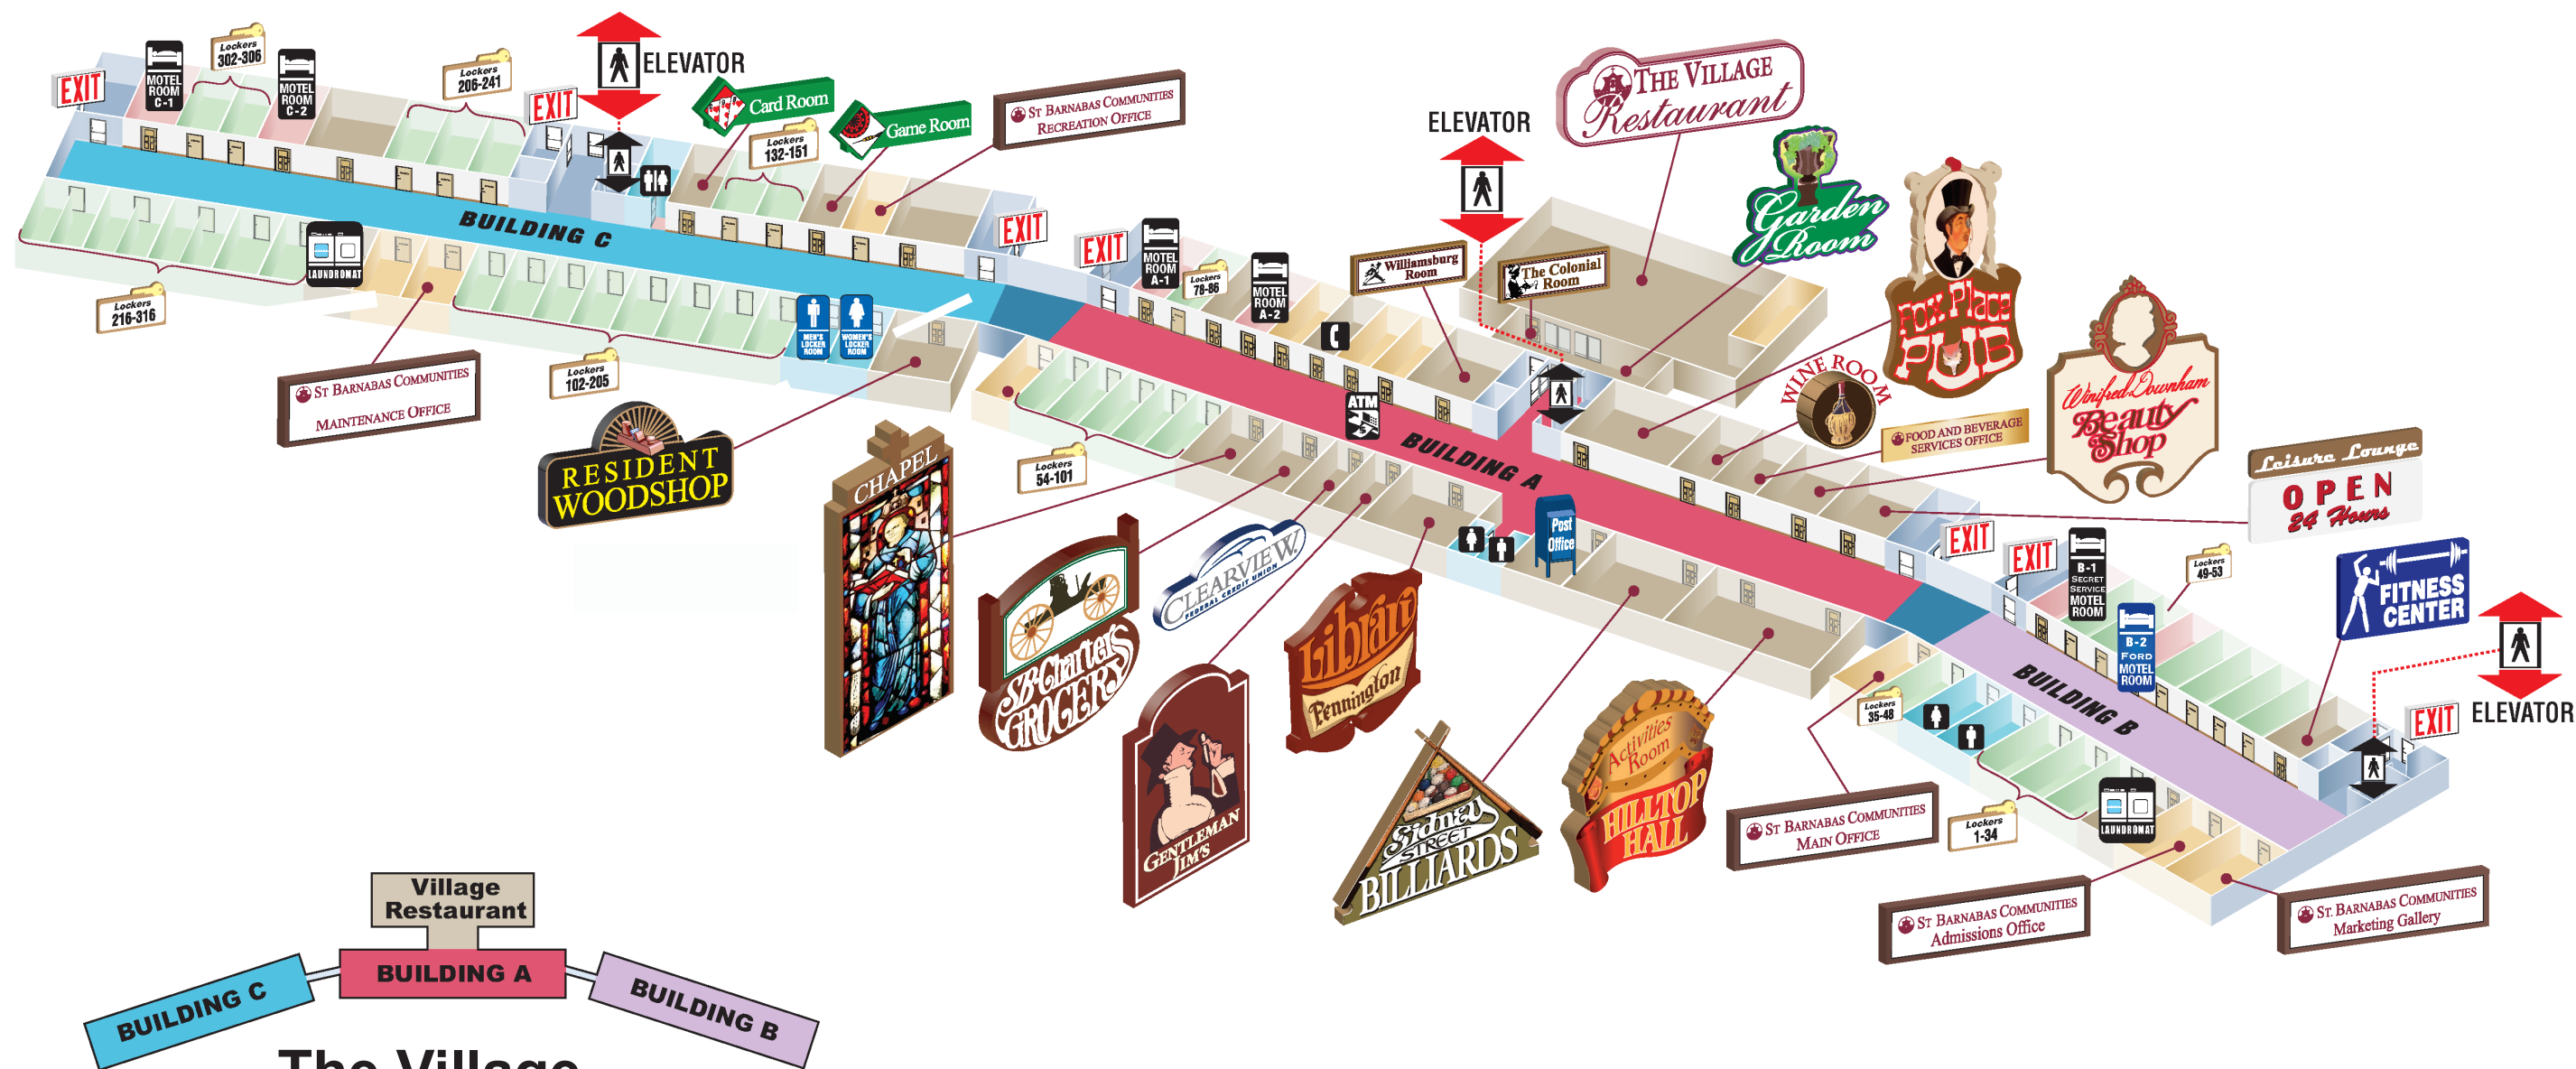 EXIT
MOTEL
ROOM
C-1
Lockers
302-306
MOTEL
ROOM
C-2
Lockers
206-241
EXIT
ELEVATOR
Card Room
Lockers
132-151
Game Room
ST BARNABAS COMMUNITIES
RECREATION OFFICE
EXIT
BUILDING C
LAUNDROMAT
Lockers
216-316
ST BARNABAS COMMUNITIES
MAINTENANCE OFFICE
Lockers
102-205
MEN'S
LOCKER
ROOM
WOMEN'S
LOCKER
ROOM
RESIDENT
WOODSHOP
EXIT
MOTEL
ROOM
A-1
Lockers
78-86
MOTEL
ROOM
A-2
Williamsburg
Room
ELEVATOR
The Colonial
Room
THE VILLAGE
Restaurant
Garden
Room
FOX PLACE
PUB
WINE ROOM
FOOD AND BEVERAGE
SERVICES OFFICE
Winifred Downham
Beauty
Shop
Leisure Lounge
OPEN
24 Hours
ATM
$
BUILDING A
Lockers
54-101
CHAPEL
SB Charters
GROCERY
CLEARVIEW
FEDERAL CREDIT UNION
GENTLEMAN
JIM'S
Library
Pennington
Post
Office
Sidney
STREET
BILLIARDS
Activities
Room
HILLTOP
HALL
EXIT
EXIT
B-1
SECRET
SERVICE
MOTEL
ROOM
Lockers
49-53
B-2
FORD
MOTEL
ROOM
FITNESS
CENTER
EXIT
ELEVATOR
BUILDING B
Lockers
35-48
ST BARNABAS COMMUNITIES
MAIN OFFICE
Lockers
1-34
LAUNDROMAT
ST BARNABAS COMMUNITIES
Admissions Office
ST. BARNABAS COMMUNITIES
Marketing Gallery
Village
Restaurant
BUILDING C
BUILDING A
BUILDING B
The Village